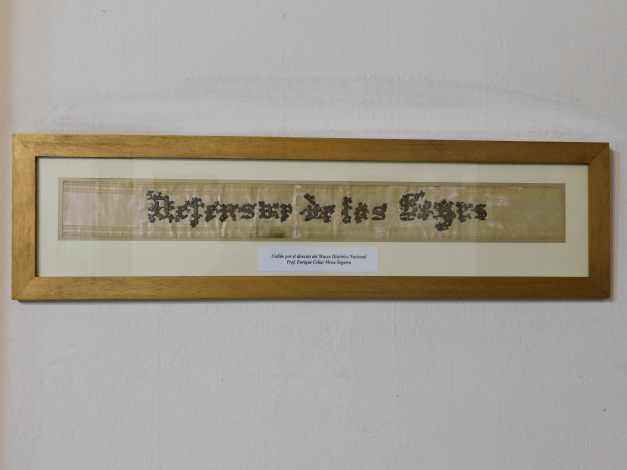 Defensor de las Leyes
Cedido por el director del Museo Histórico Nacional
Prof. Enrique César Mena Segarra